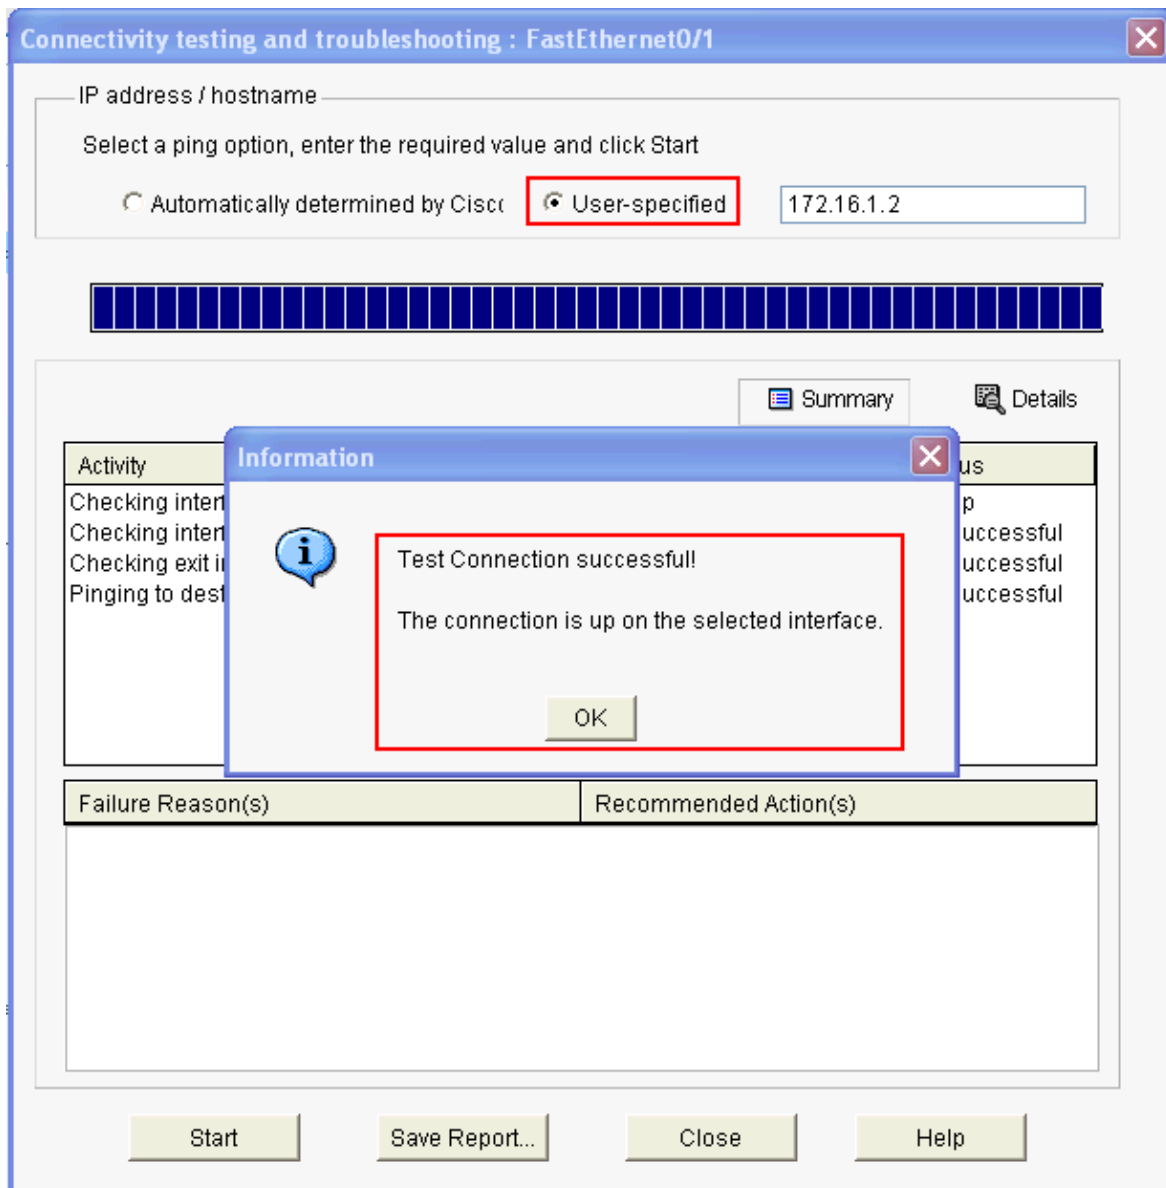 Connectivity testing and troubleshooting : FastEthernet0/1
IP address / hostname
Select a ping option, enter the required value and click Start
Automatically determined by Cisc
User-specified
172.16.1.2
Summary
Details
Activity
us
Checking inter
p
Checking inter
uccessful
Checking exit i
uccessful
Pinging to dest
uccessful
Information
Test Connection successful!
The connection is up on the selected interface.
OK
Failure Reason(s)
Recommended Action(s)
Start
Save Report...
Close
Help